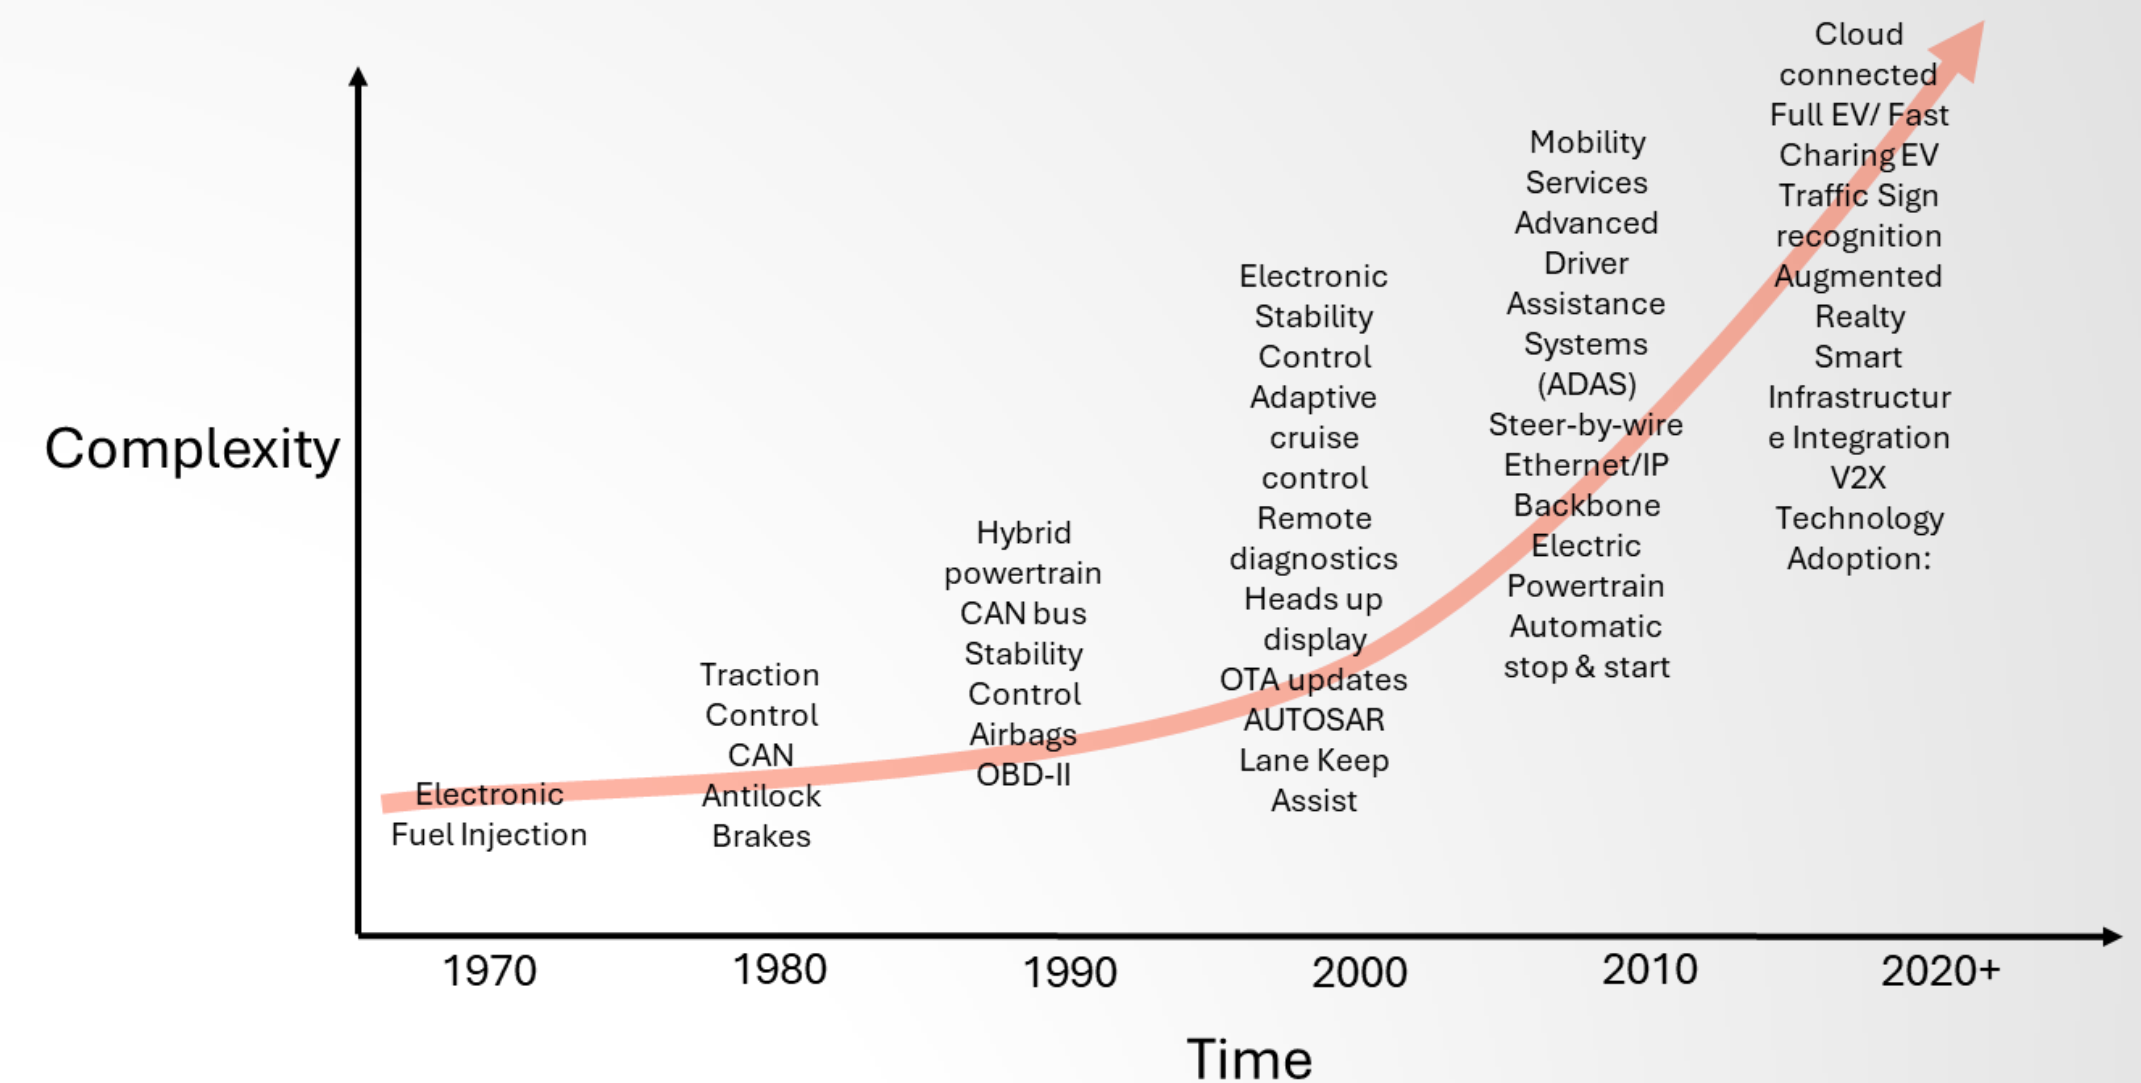 Complexity
Electronic
Fuel Injection
Traction
Control
CAN
Antilock
Brakes
Hybrid
powertrain
CAN bus
Stability
Control
Airbags
OBD-II
Electronic
Stability
Control
Adaptive
cruise
control
Remote
diagnostics
Heads up
display
OTA updates
AUTOSAR
Lane Keep
Assist
Mobility
Services
Advanced
Driver
Assistance
Systems
(ADAS)
Steer-by-wire
Ethernet/IP
Backbone
Electric
Powertrain
Automatic
stop & start
Cloud
connected
Full EV/ Fast
Charing EV
Traffic Sign
recognition
Augmented
Realty
Smart
Infrastructur
e Integration
V2X
Technology
Adoption:
1970
1980
1990
2000
2010
2020+
Time